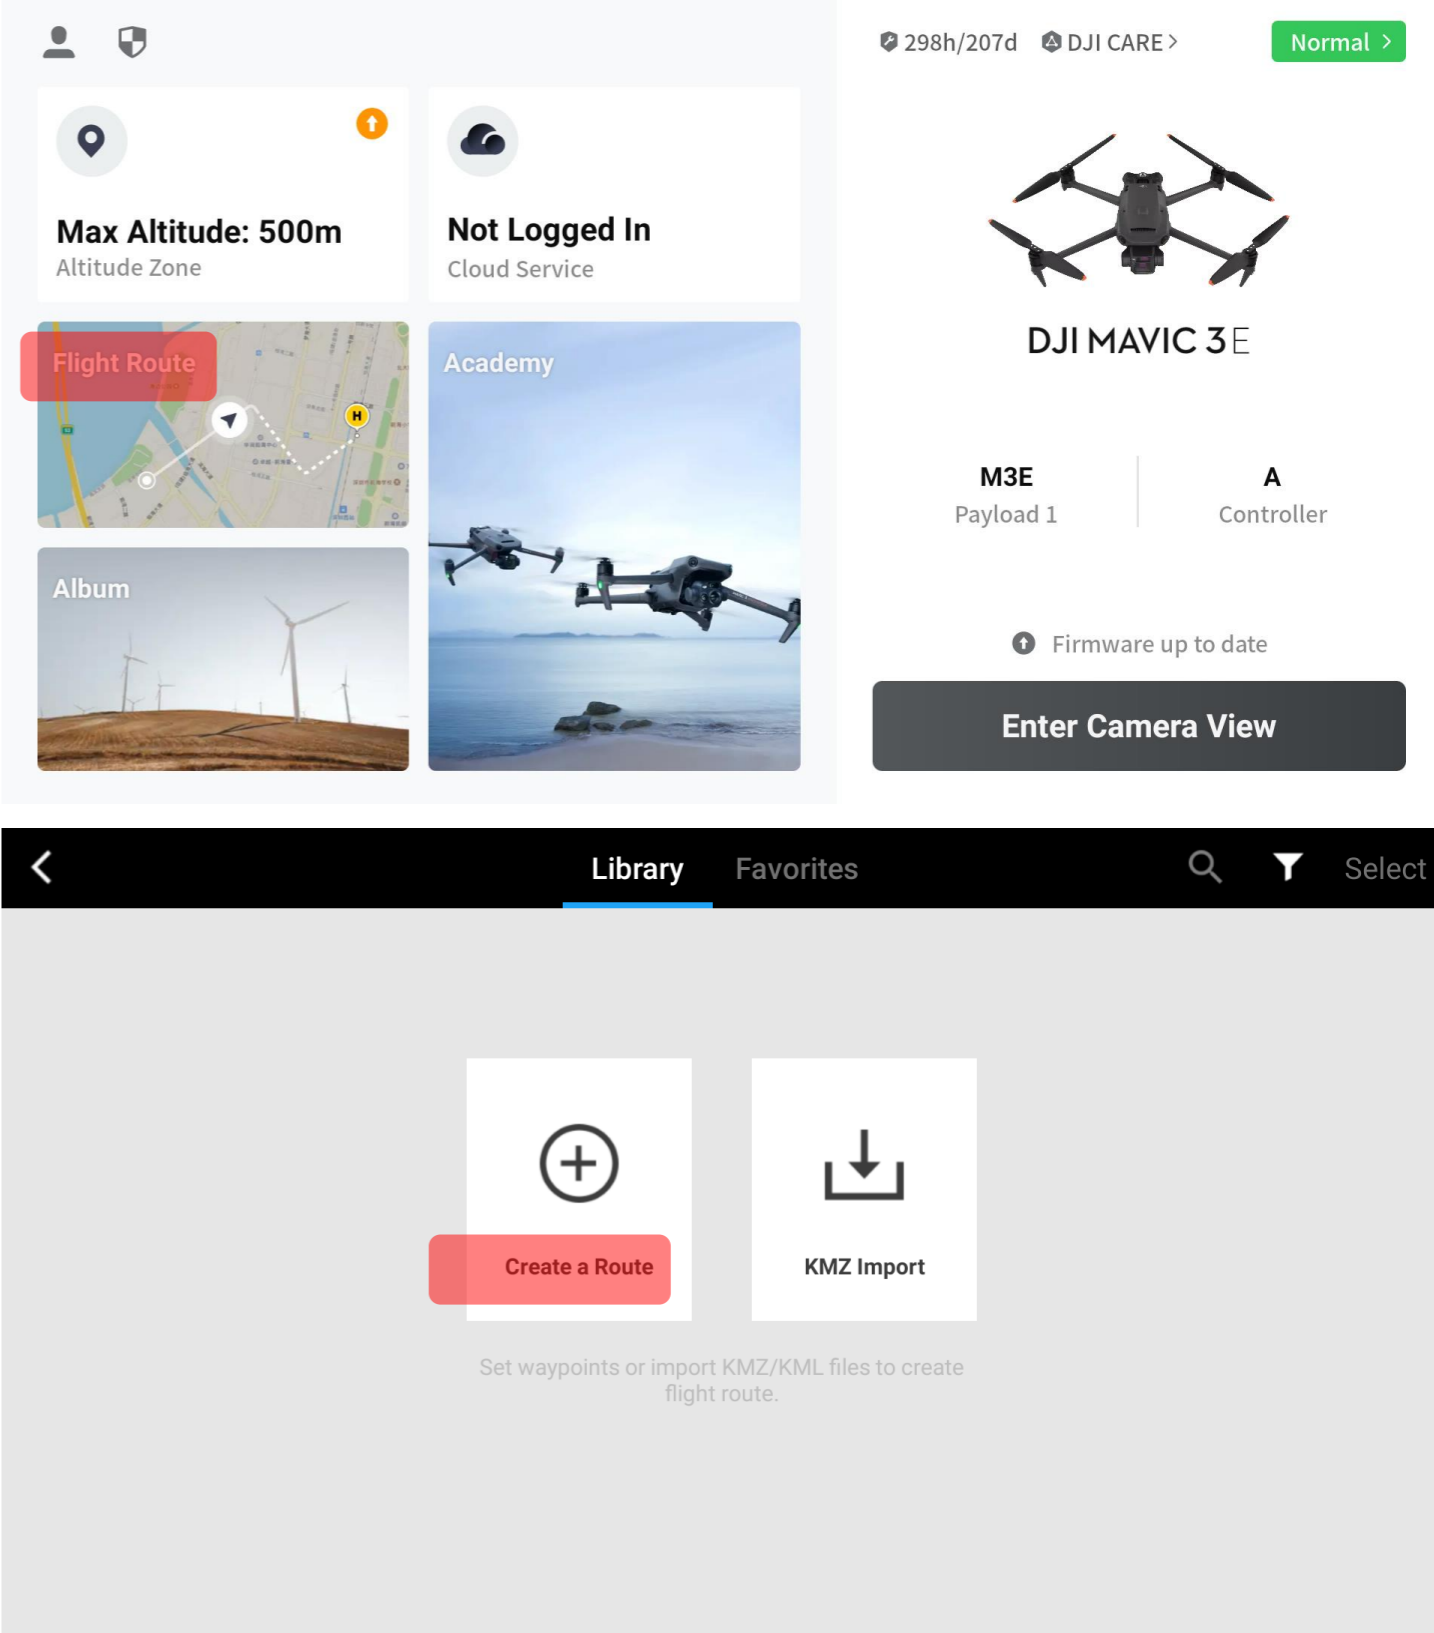 298h/207d
DJI CARE
Normal
Max Altitude: 500m
Altitude Zone
Not Logged In
Cloud Service
Flight Route
H
Academy
Album
DJI MAVIC 3E
M3E
Payload 1
A
Controller
Firmware up to date
Enter Camera View
Library
Favorites
Select
Create a Route
KMZ Import
Set waypoints or import KMZ/KML files to create
flight route.